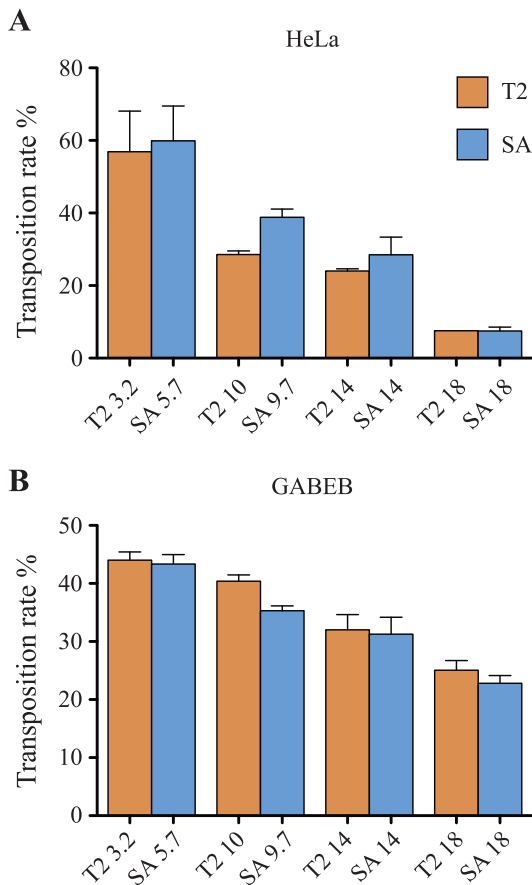 A
HeLa
Transposition rate %
80
60
40
20
0
T2
SA
T2 3.2
SA 5.7
T2 10
SA 9.7
T2 14
SA 14
T2 18
SA 18
B
GABEB
Transposition rate %
50
40
30
20
10
0
T2 3.2
SA 5.7
T2 10
SA 9.7
T2 14
SA 14
T2 18
SA 18